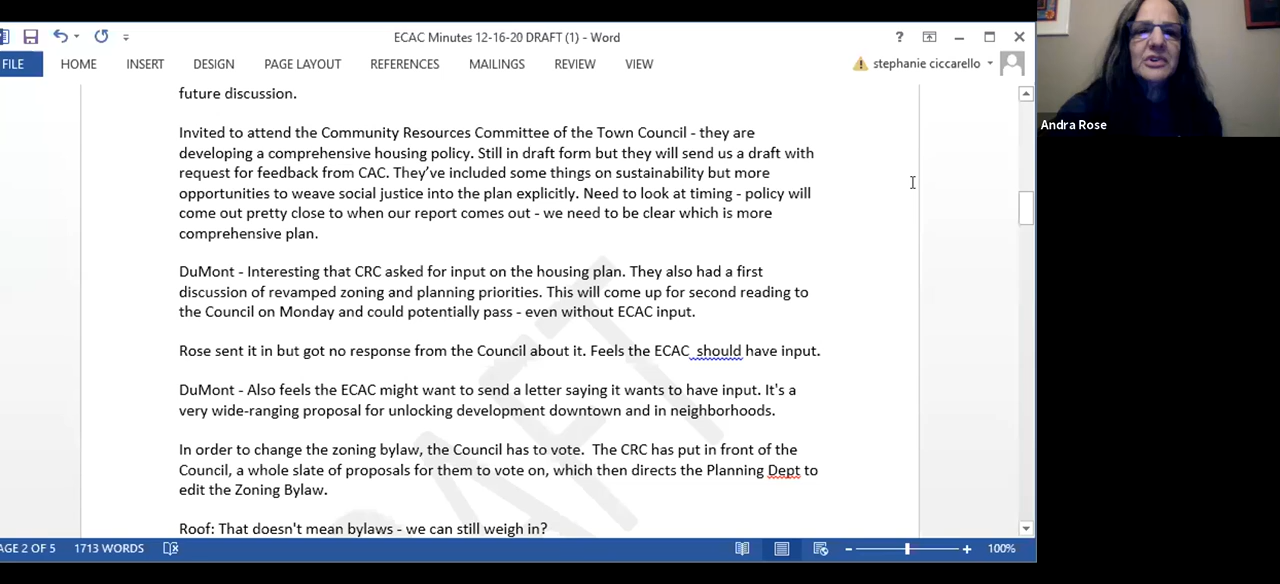 ECAC Minutes 12-16-20 DRAFT (1) - Word
FILE HOME INSERT DESIGN PAGE LAYOUT REFERENCES MAILINGS REVIEW VIEW stephanie ciccarello
Andra Rose
future discussion.
Invited to attend the Community Resources Committee of the Town Council - they are
developing a comprehensive housing policy. Still in draft form but they will send us a draft with
request for feedback from CAC. They’ve included some things on sustainability but more
opportunities to weave social justice into the plan explicitly. Need to look at timing - policy will
come out pretty close to when our report comes out - we need to be clear which is more
comprehensive plan.
DuMont - Interesting that CRC asked for input on the housing plan. They also had a first
discussion of revamped zoning and planning priorities. This will come up for second reading to
the Council on Monday and could potentially pass - even without ECAC input.
Rose sent it in but got no response from the Council about it. Feels the ECAC  should have input.
DuMont - Also feels the ECAC might want to send a letter saying it wants to have input. It's a
very wide-ranging proposal for unlocking development downtown and in neighborhoods.
In order to change the zoning bylaw, the Council has to vote.  The CRC has put in front of the
Council, a whole slate of proposals for them to vote on, which then directs the Planning Dept to
edit the Zoning Bylaw.
Roof: That doesn't mean bylaws - we can still weigh in?
AGE 2 OF 5 1713 WORDS 100%